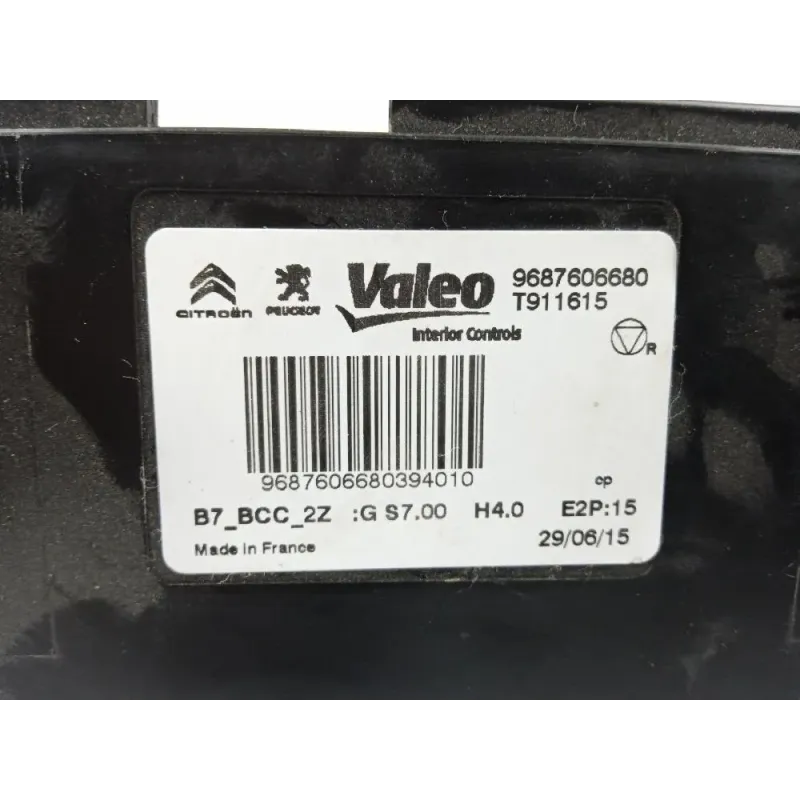 CITROËN PEUGEOT Valeo 9687606680
T911615
Interior Controls
R
9687606680394010
cp
B7_BCC_2Z :G S7.00 H4.0 E2P:15
Made in France 29/06/15